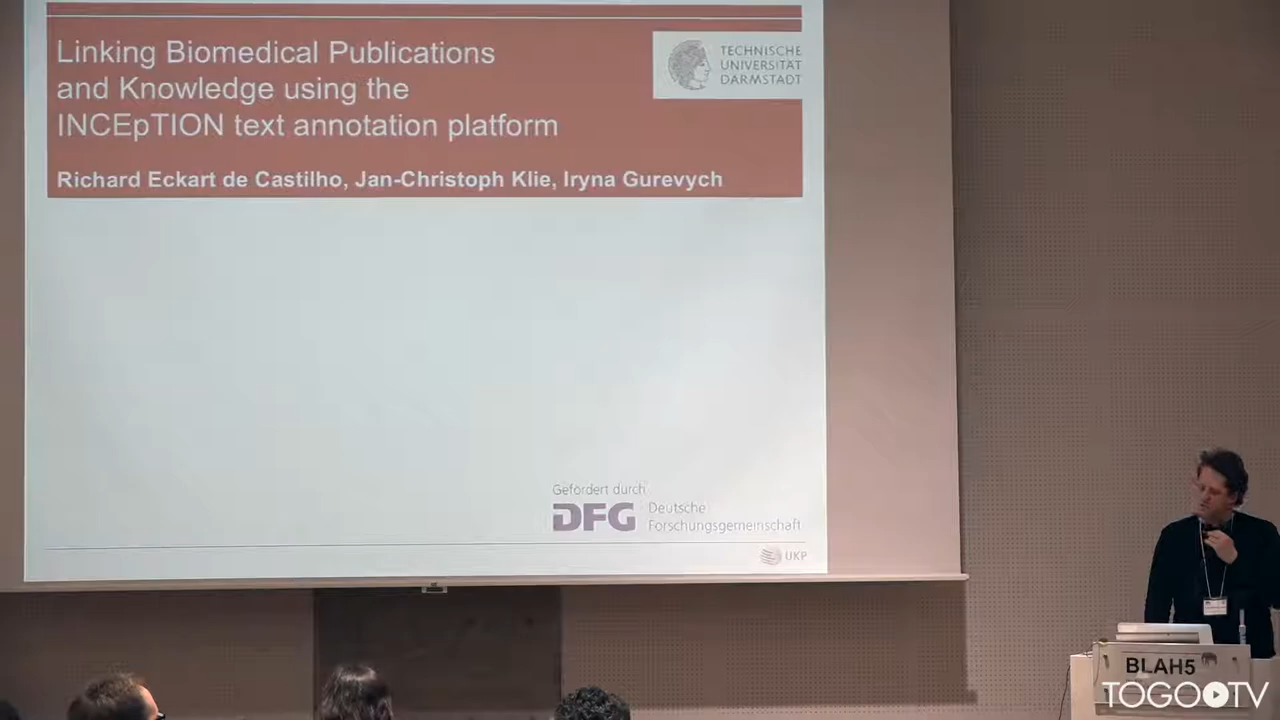 Linking Biomedical Publications
and Knowledge using the
INCEpTION text annotation platform
TECHNISCHE
UNIVERSITÄT
DARMSTADT
Richard Eckart de Castilho, Jan-Christoph Klie, Iryna Gurevych
Gefördert durch
DFG Deutsche
Forschungsgemeinschaft
UKP
BLAH5
TOGOTV